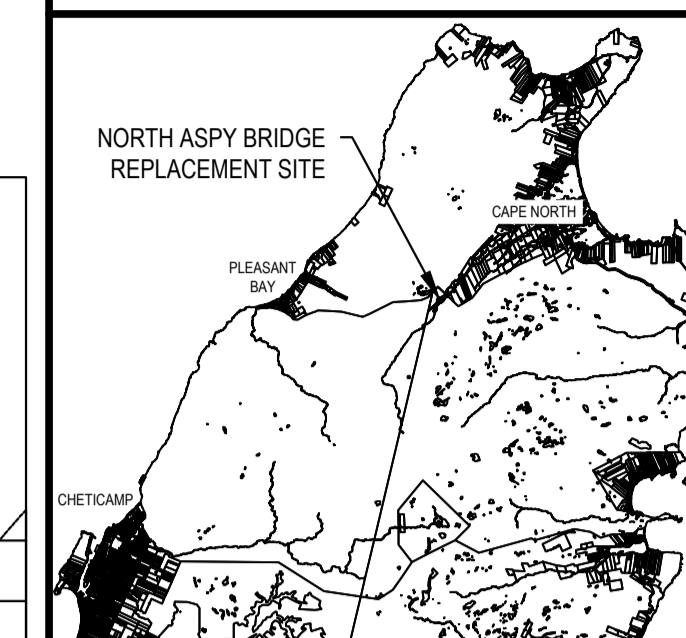 NORTH ASPY BRIDGE
REPLACEMENT SITE
CAPE NORTH
PLEASANT
BAY
CHETICAMP